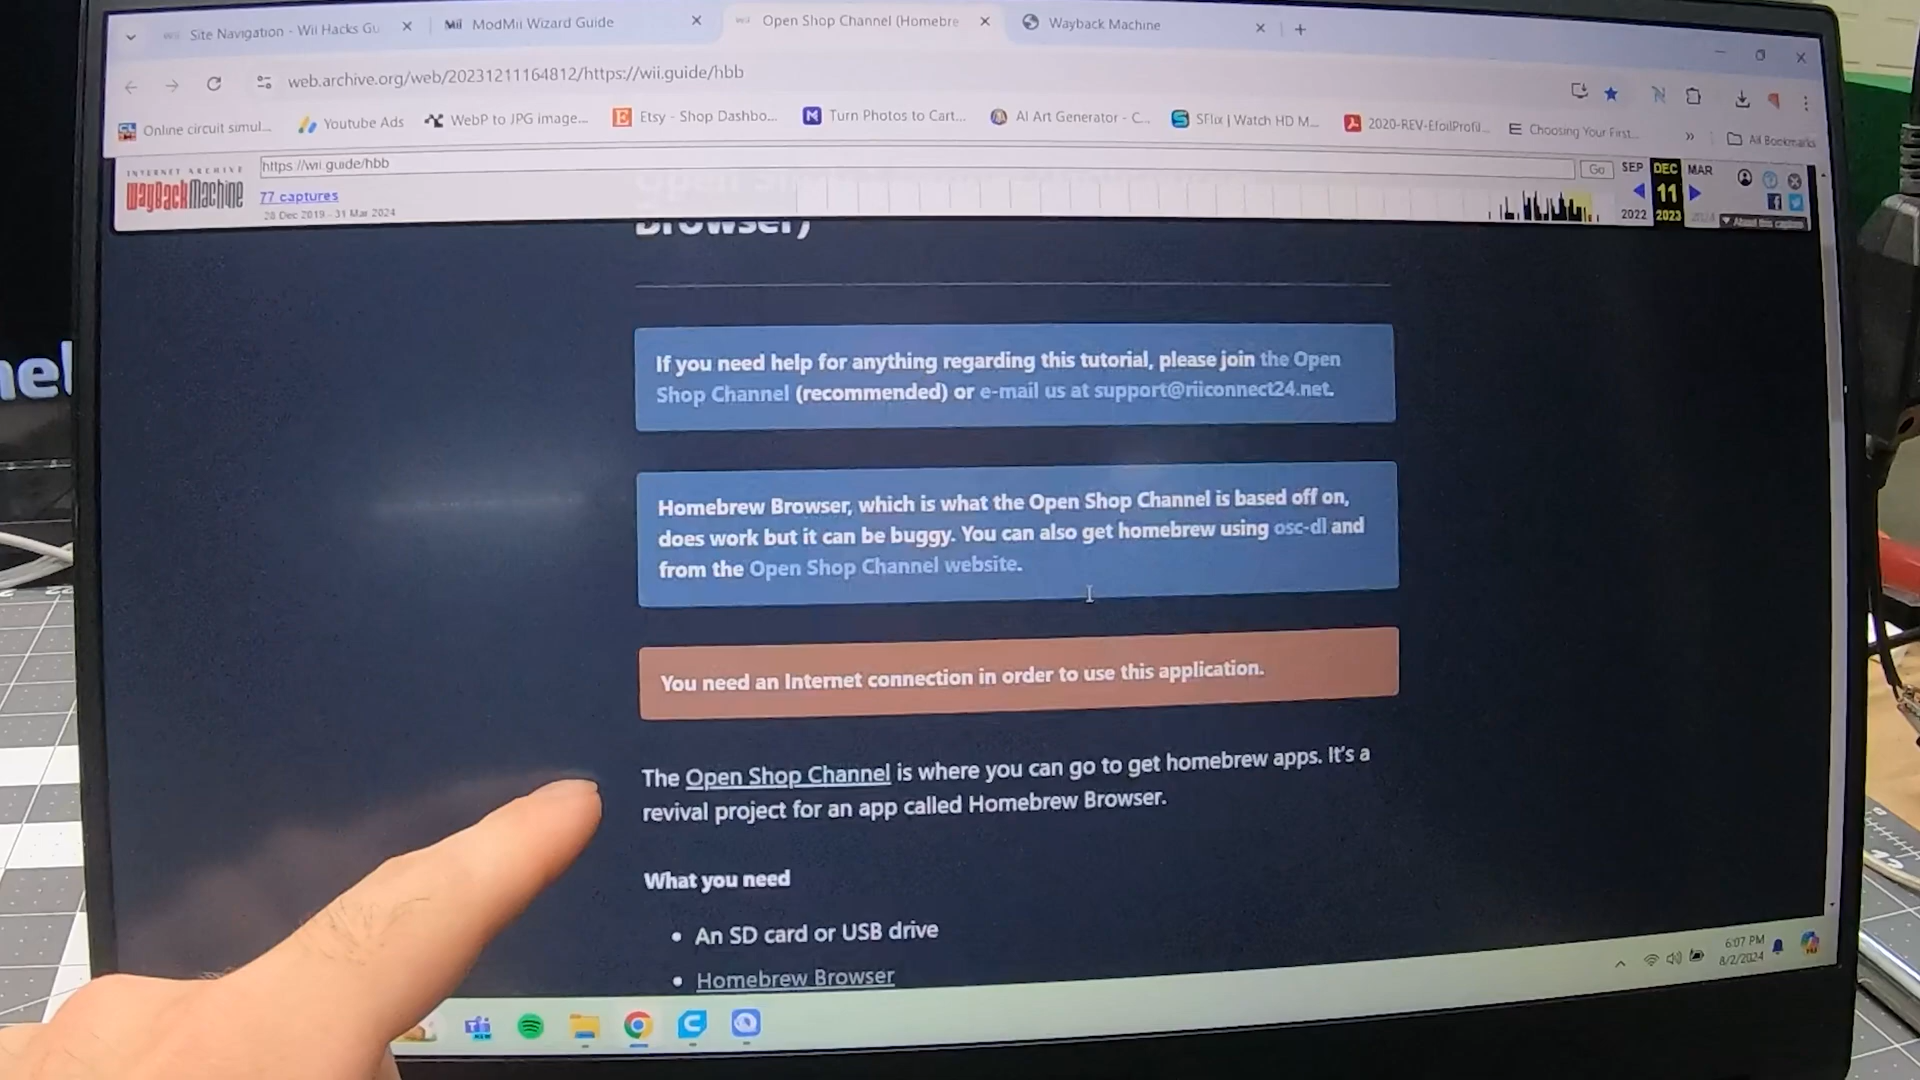 Site Navigation - Wii Hacks Gu
Mii ModMii Wizard Guide
Open Shop Channel (Homebre
Wayback Machine
web.archive.org/web/20231211164812/https://wii.guide/hbb
Online circuit simul...
Youtube Ads
WebP to JPG image...
Etsy - Shop Dashbo...
Turn Photos to Cart...
AI Art Generator - C...
SFlix | Watch HD M...
2020-REV-EfoilProfil...
Choosing Your First...
All Bookmarks
INTERNET ARCHIVE
WayBackMachine
https://wii.guide/hbb
Go
SEP DEC MAR
77 captures
11
28 Dec 2019 - 31 Mar 2024
2022 2023
About this capture
Browser)
nel
If you need help for anything regarding this tutorial, please join the Open
Shop Channel (recommended) or e-mail us at support@riiconnect24.net.
Homebrew Browser, which is what the Open Shop Channel is based off on,
does work but it can be buggy. You can also get homebrew using osc-dl and
from the Open Shop Channel website.
You need an Internet connection in order to use this application.
The Open Shop Channel is where you can go to get homebrew apps. It's a
revival project for an app called Homebrew Browser.
What you need
• An SD card or USB drive
• Homebrew Browser
6:07 PM
8/2/2024